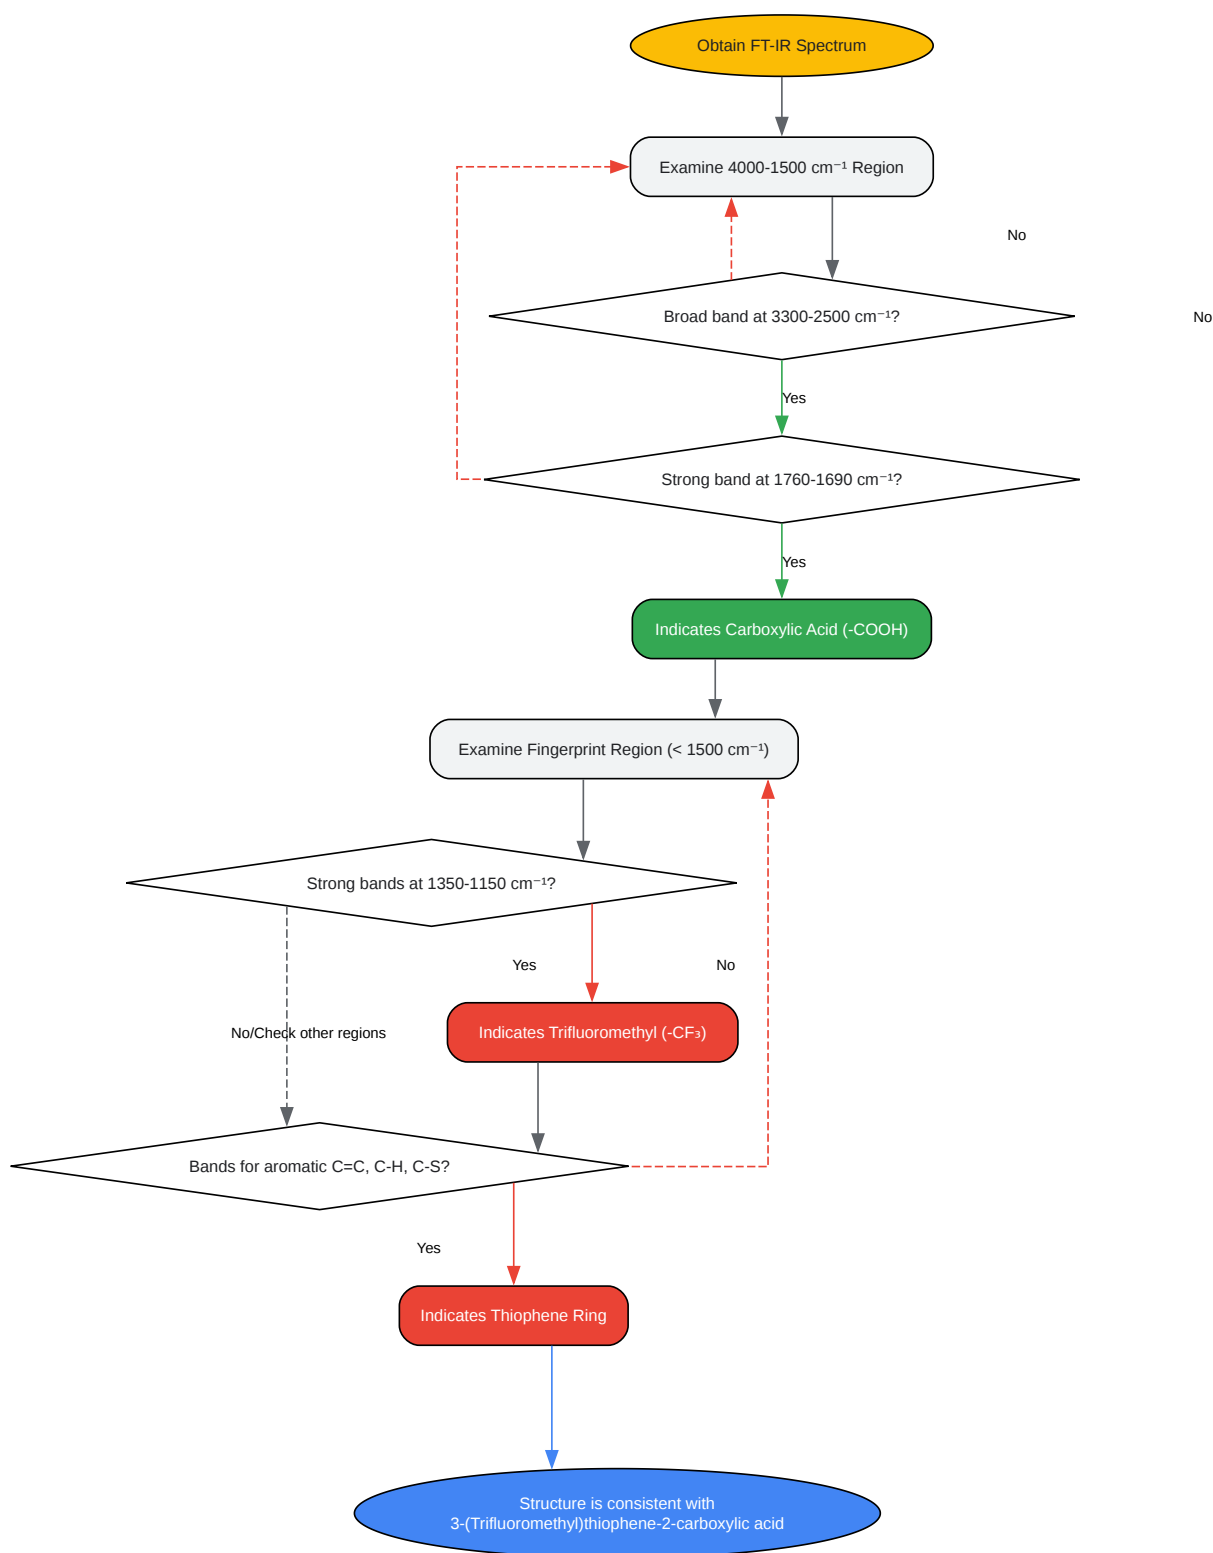 Obtain FT-IR Spectrum
Examine 4000-1500 cm⁻¹ Region
No
Broad band at 3300-2500 cm⁻¹?
No
Yes
Strong band at 1760-1690 cm⁻¹?
Yes
Indicates Carboxylic Acid (-COOH)
Examine Fingerprint Region (< 1500 cm⁻¹)
Strong bands at 1350-1150 cm⁻¹?
Yes
No
Indicates Trifluoromethyl (-CF₃)
No/Check other regions
Bands for aromatic C=C, C-H, C-S?
Yes
Indicates Thiophene Ring
Structure is consistent with
3-(Trifluoromethyl)thiophene-2-carboxylic acid